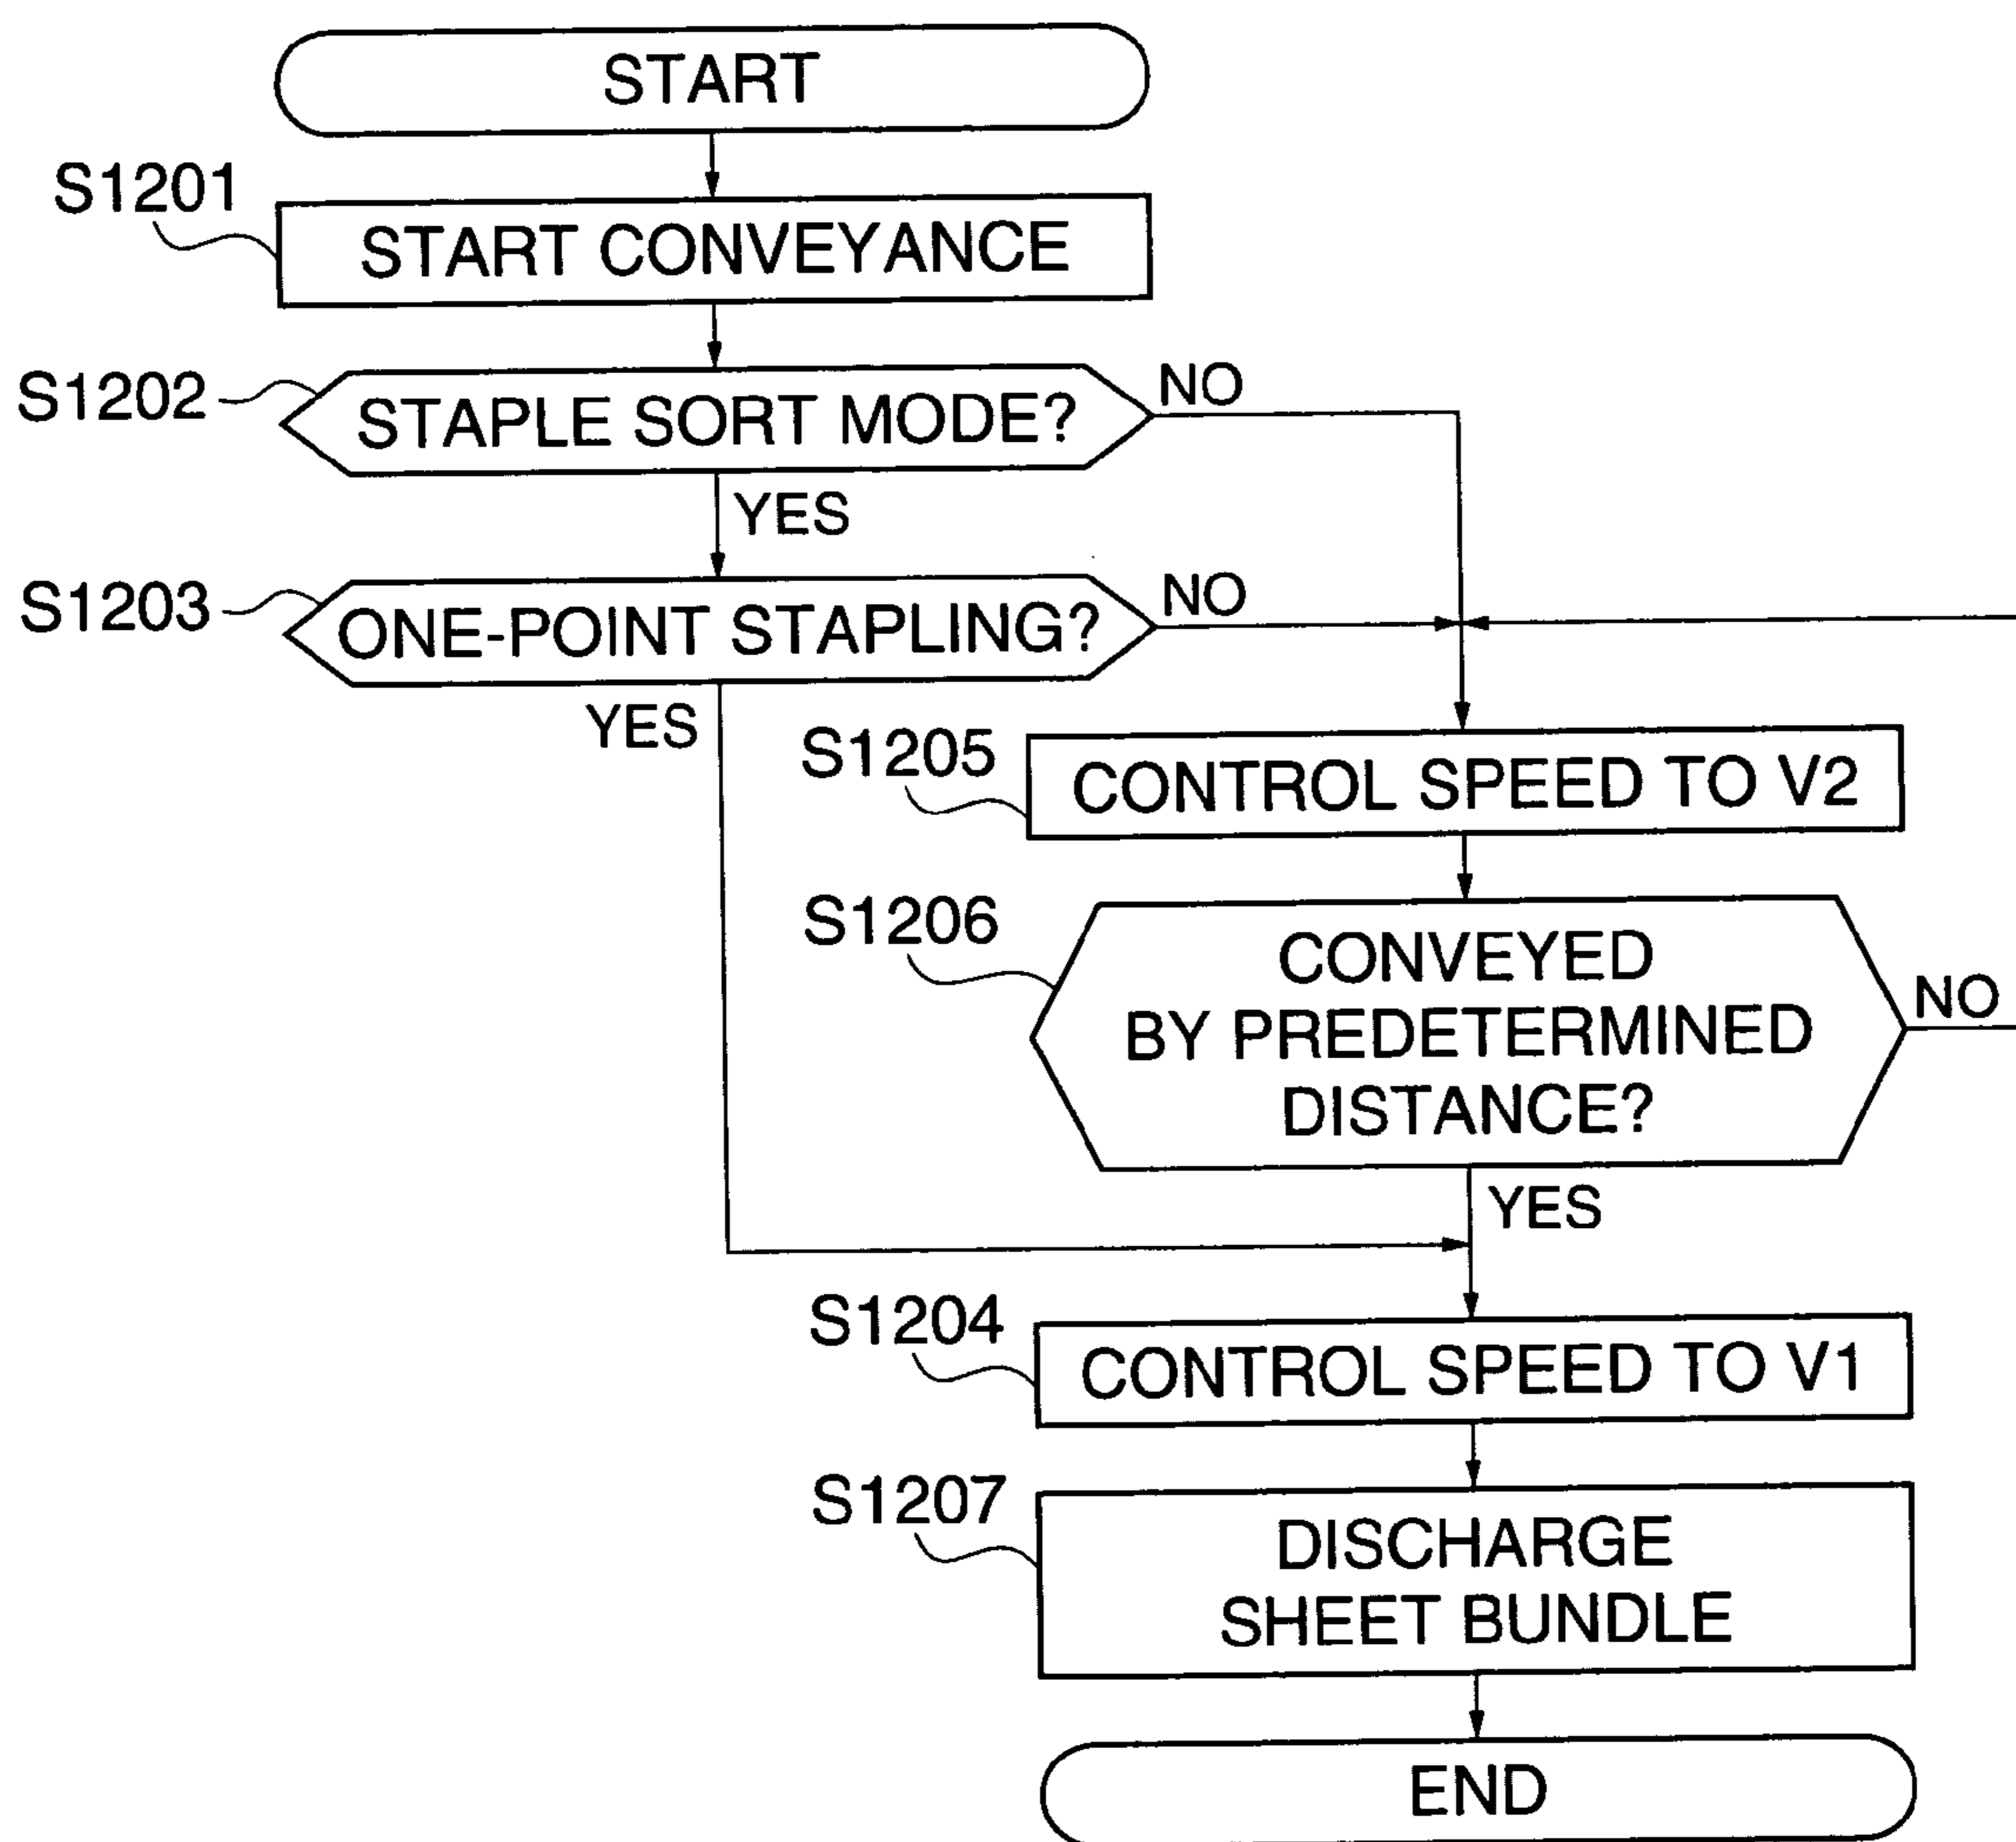 START
S1201
START CONVEYANCE
S1202
STAPLE SORT MODE?
NO
YES
S1203
ONE-POINT STAPLING?
NO
YES
S1205
CONTROL SPEED TO V2
S1206
CONVEYED
BY PREDETERMINED
DISTANCE?
NO
YES
S1204
CONTROL SPEED TO V1
S1207
DISCHARGE
SHEET BUNDLE
END